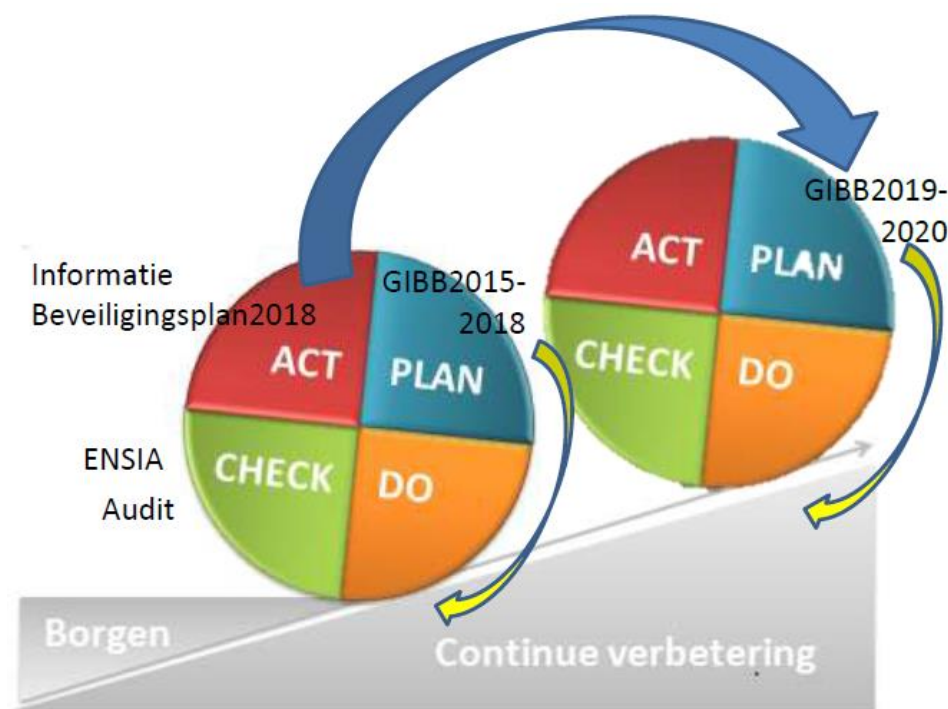 GIBB2019-
2020
ACT
PLAN
CHECK
DO
Informatie
Beveiligingsplan2018
GIBB2015-
2018
ACT
PLAN
ENSIA
Audit
CHECK
DO
Borgen
Continue verbetering